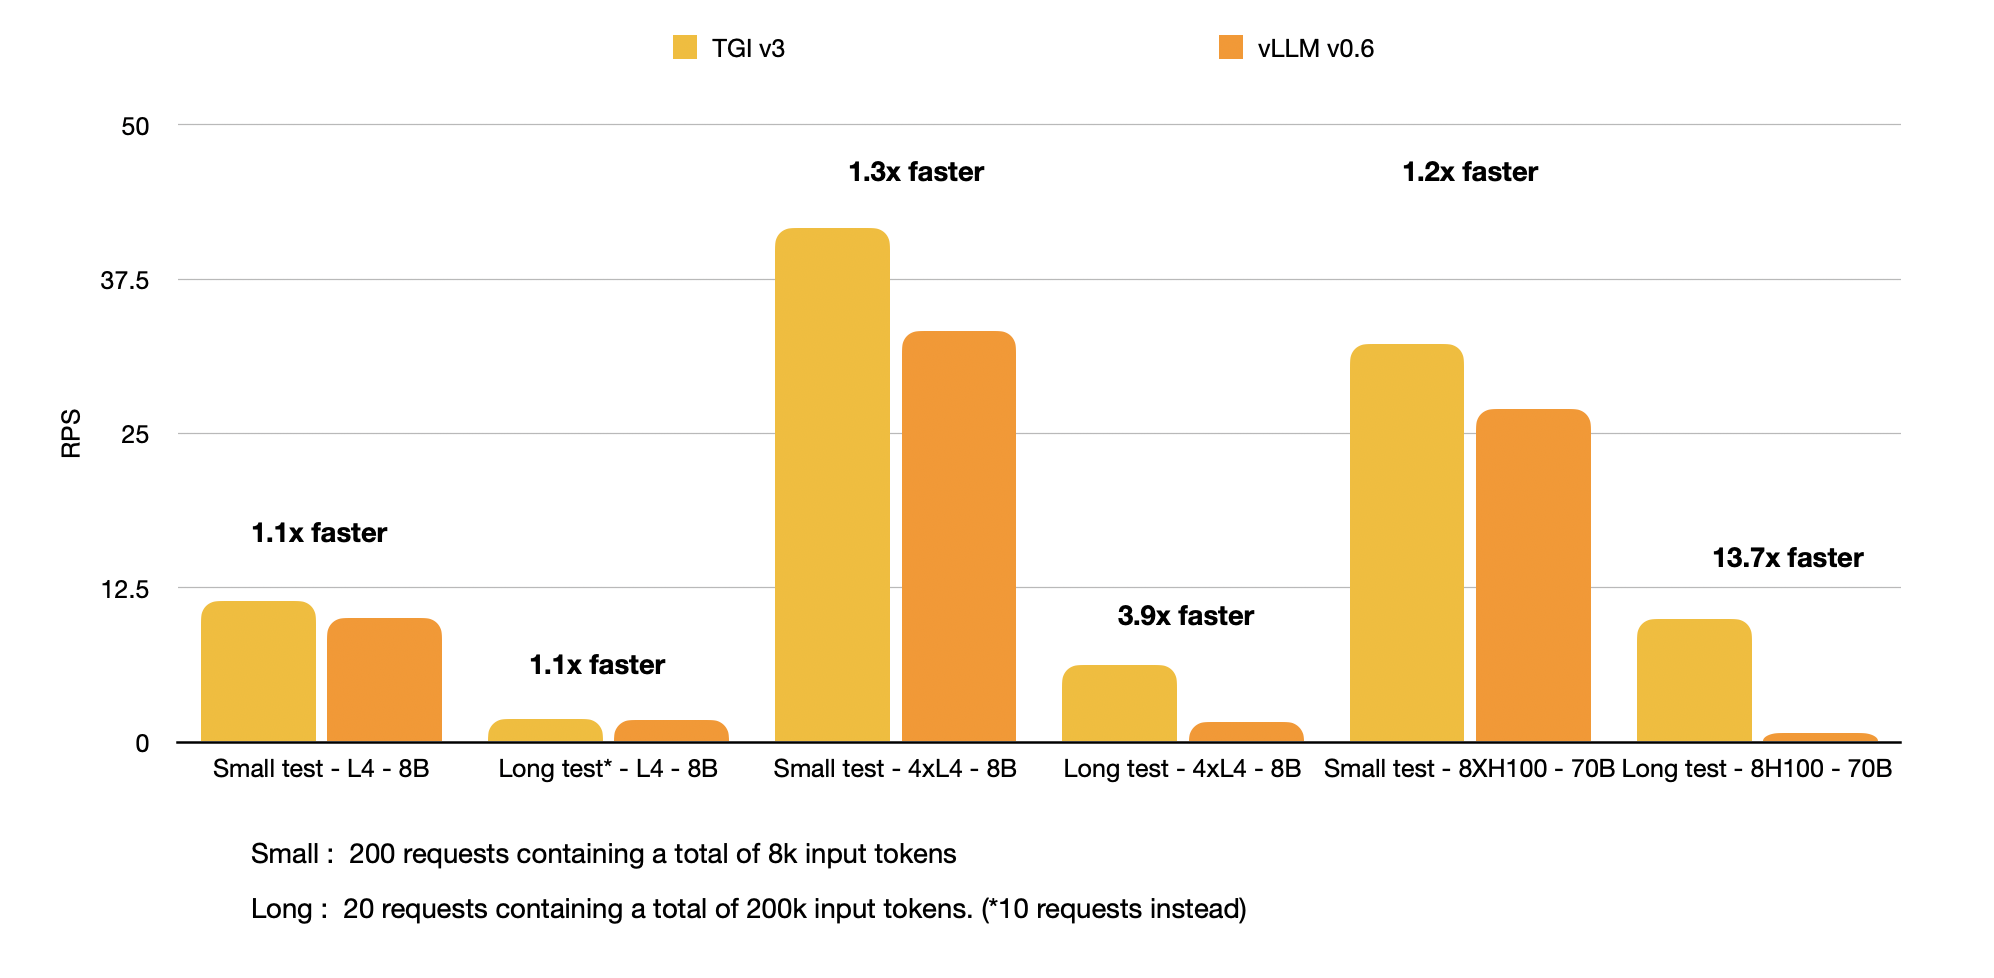 TGI v3
vLLM v0.6
50
1.3x faster
1.2x faster
37.5
RPS
25
1.1x faster
13.7x faster
12.5
3.9x faster
1.1x faster
0
Small test - L4 - 8B
Long test* - L4 - 8B
Small test - 4xL4 - 8B
Long test - 4xL4 - 8B
Small test - 8XH100 - 70B
Long test - 8H100 - 70B
Small :  200 requests containing a total of 8k input tokens
Long :  20 requests containing a total of 200k input tokens. (*10 requests instead)